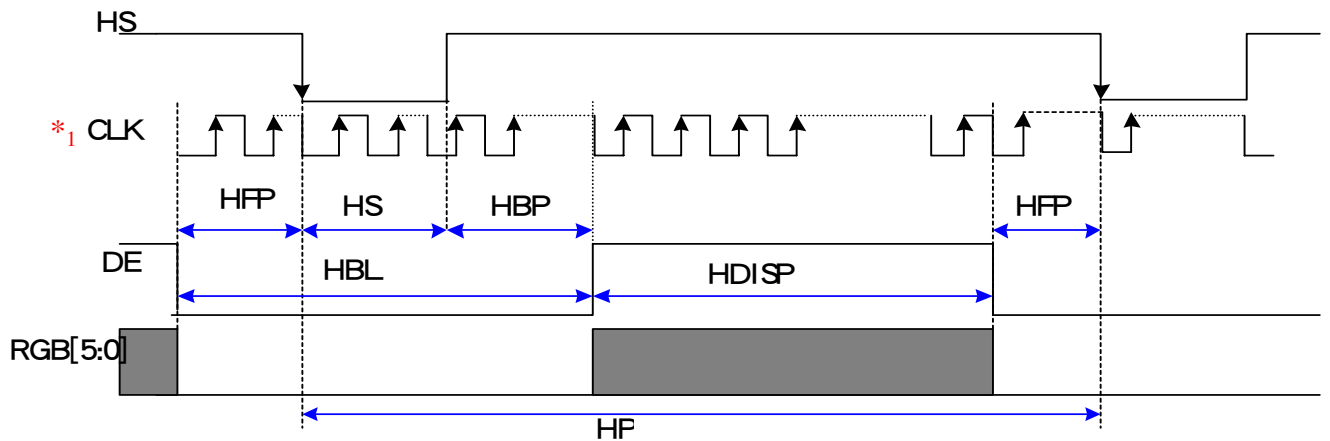 HS
*1 CLK
HFP
HS
HBP
HFP
DE
HBL
HDISP
RGB[5:0]
HP